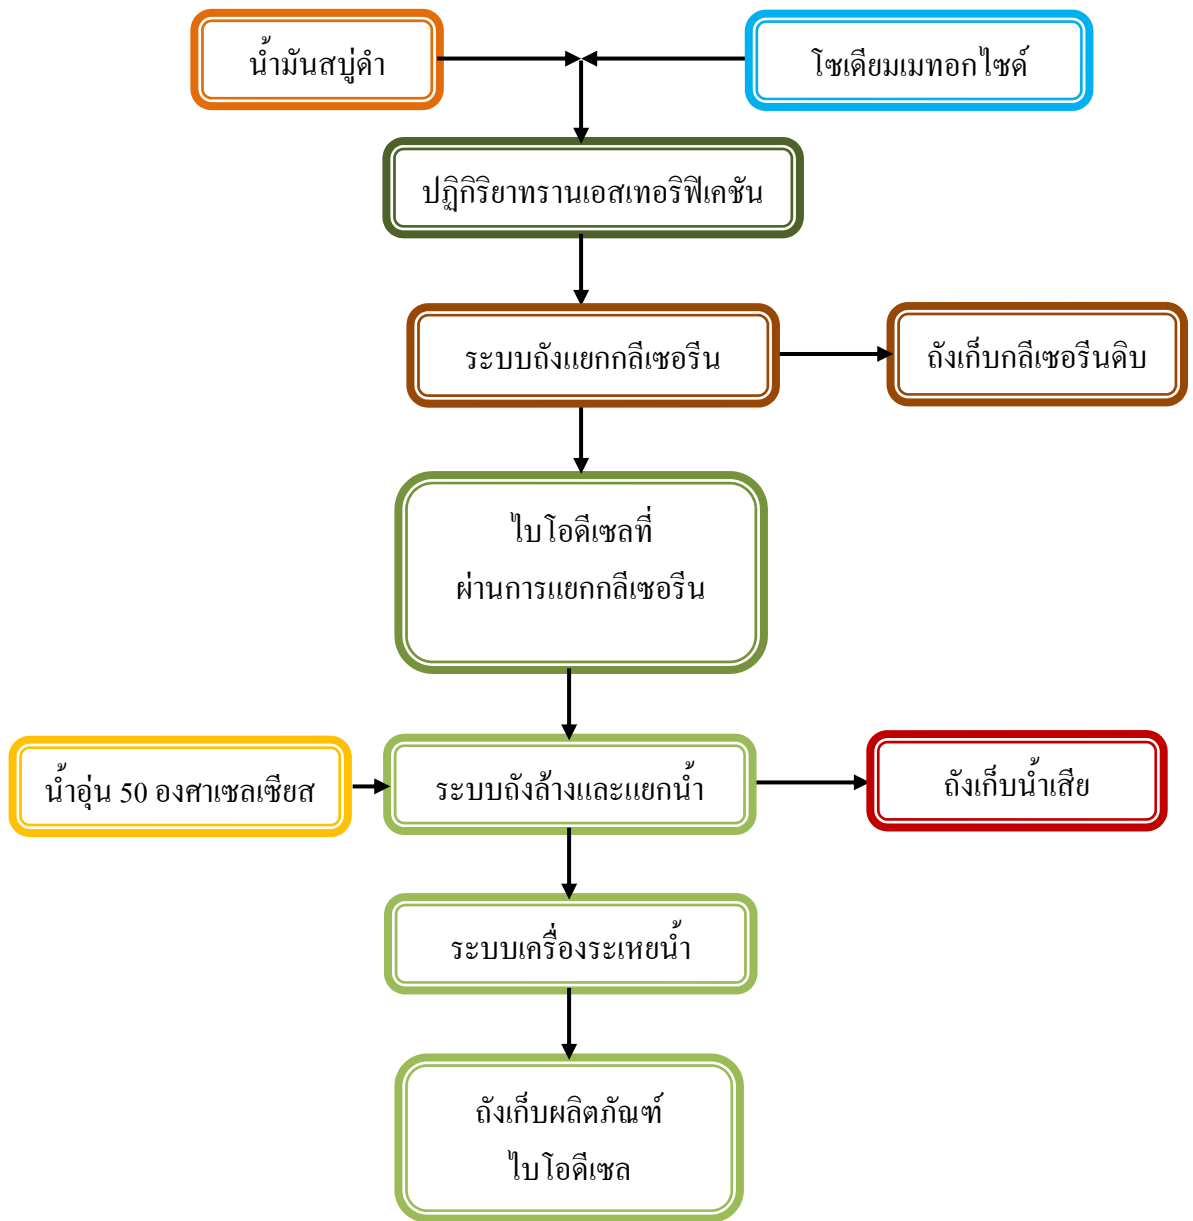 น้ำมันสบู่ดำ
โซเดียมเมทอกไซด์
ปฏิกิริยาทรานเอสเทอริฟิเคชัน
ระบบถังแยกกลีเซอรีน
ถังเก็บกลีเซอรีนดิบ
ไบโอดีเซลที่
ผ่านการแยกกลีเซอรีน
น้ำอุ่น 50 องศาเซลเซียส
ระบบถังล้างและแยกน้ำ
ถังเก็บน้ำเสีย
ระบบเครื่องระเหยน้ำ
ถังเก็บผลิตภัณฑ์
ไบโอดีเซล